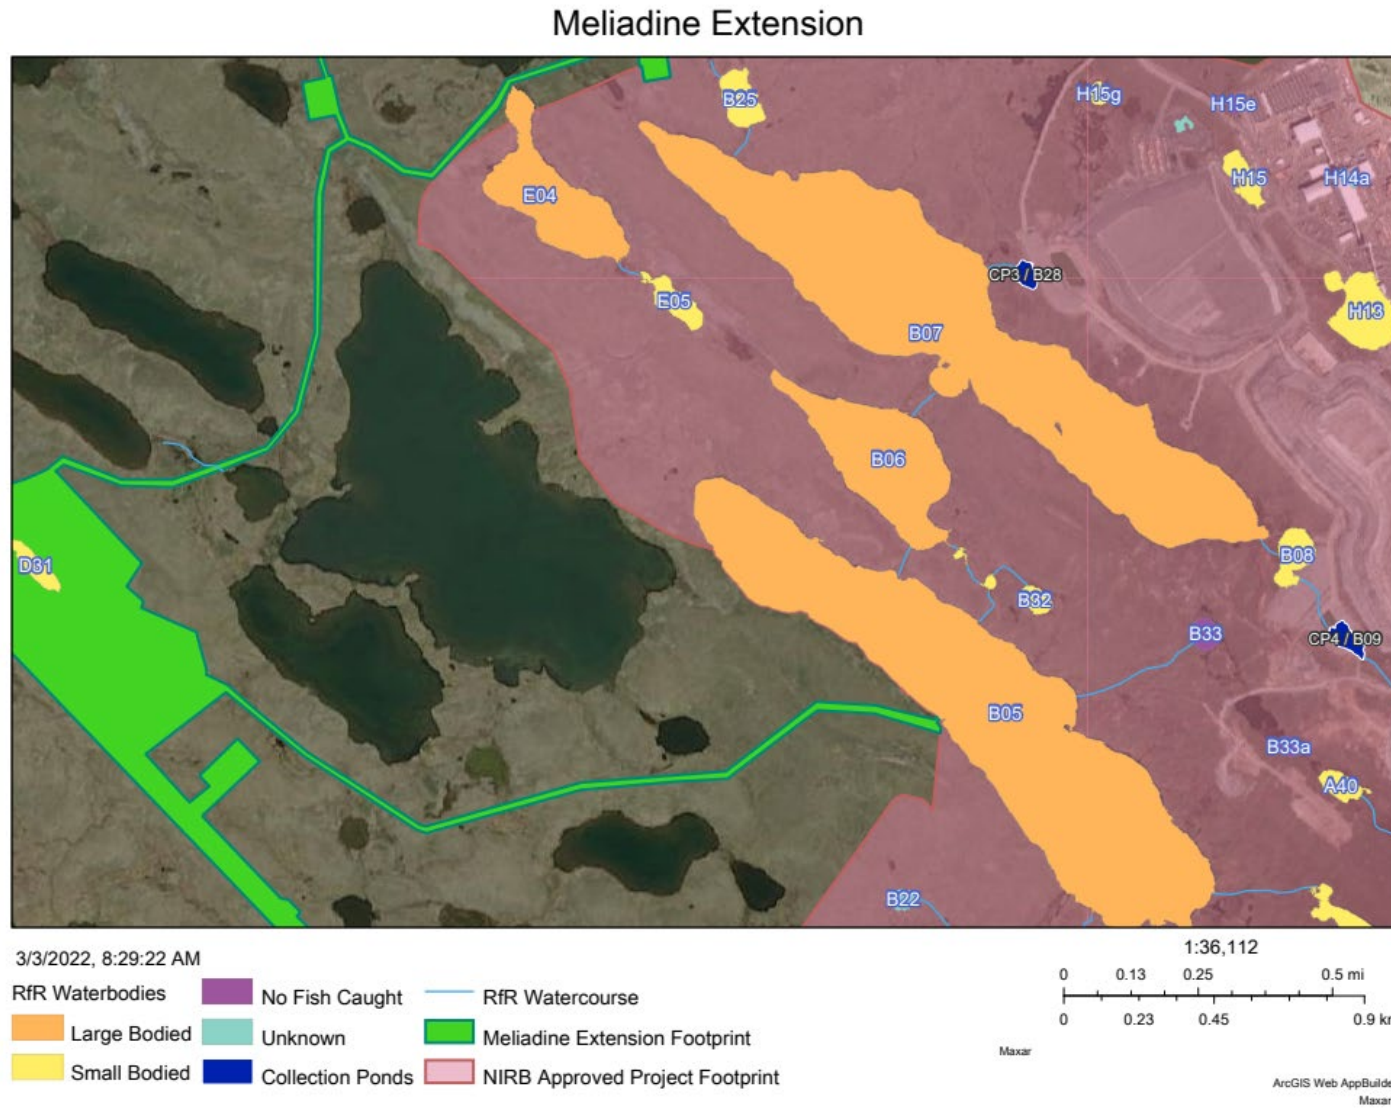 Meliadine Extension
B25
H15g
H15e
E04
H15
H14a
CP3 / B28
E05
H13
B07
B06
B08
D31
B32
B33
CP4 / B09
B05
B33a
A40
B22
3/3/2022, 8:29:22 AM
1:36,112
RfR Waterbodies
Large Bodied
Small Bodied
No Fish Caught
Unknown
Collection Ponds
RfR Watercourse
Meliadine Extension Footprint
NIRB Approved Project Footprint
0 0.13 0.25 0.5 mi
0 0.23 0.45 0.9 km
Maxar
ArcGIS Web AppBuilde
Maxar